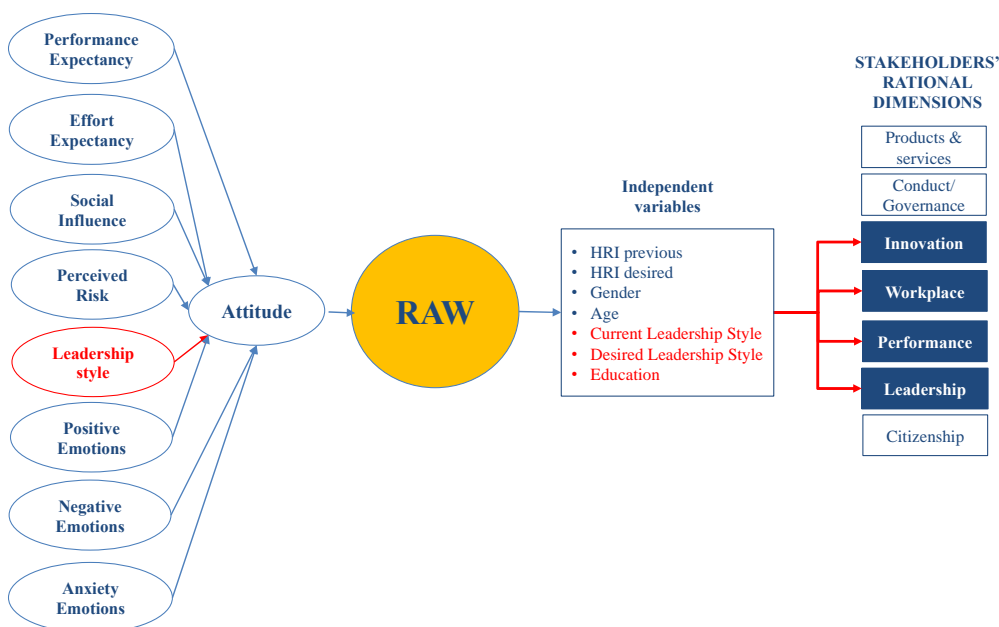 Performance
Expectancy
Effort
Expectancy
Social
Influence
Perceived
Risk
Leadership
style
Positive
Emotions
Negative
Emotions
Anxiety
Emotions
Attitude
RAW
Independent
variables
• HRI previous
• HRI desired
• Gender
• Age
• Current Leadership Style
• Desired Leadership Style
• Education
STAKEHOLDERS'
RATIONAL
DIMENSIONS
Products &
services
Conduct/
Governance
Innovation
Workplace
Performance
Leadership
Citizenship